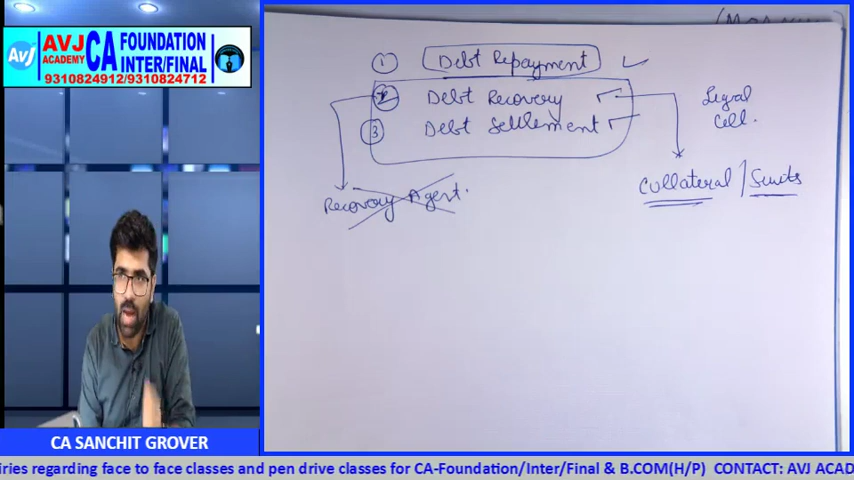 AVJ
ACADEMY
CA
FOUNDATION
INTER/FINAL
9310824912/9310824712
AVJ
① Debt Repayment
② Debt Recovery
③ Debt Settlement
Legal
Cell.
Recovery Agent.
Collateral /
CA SANCHIT GROVER
iries regarding face to face classes and pen drive classes for CA-Foundation/Inter/Final & B.COM(H/P) CONTACT: AVJ ACAD